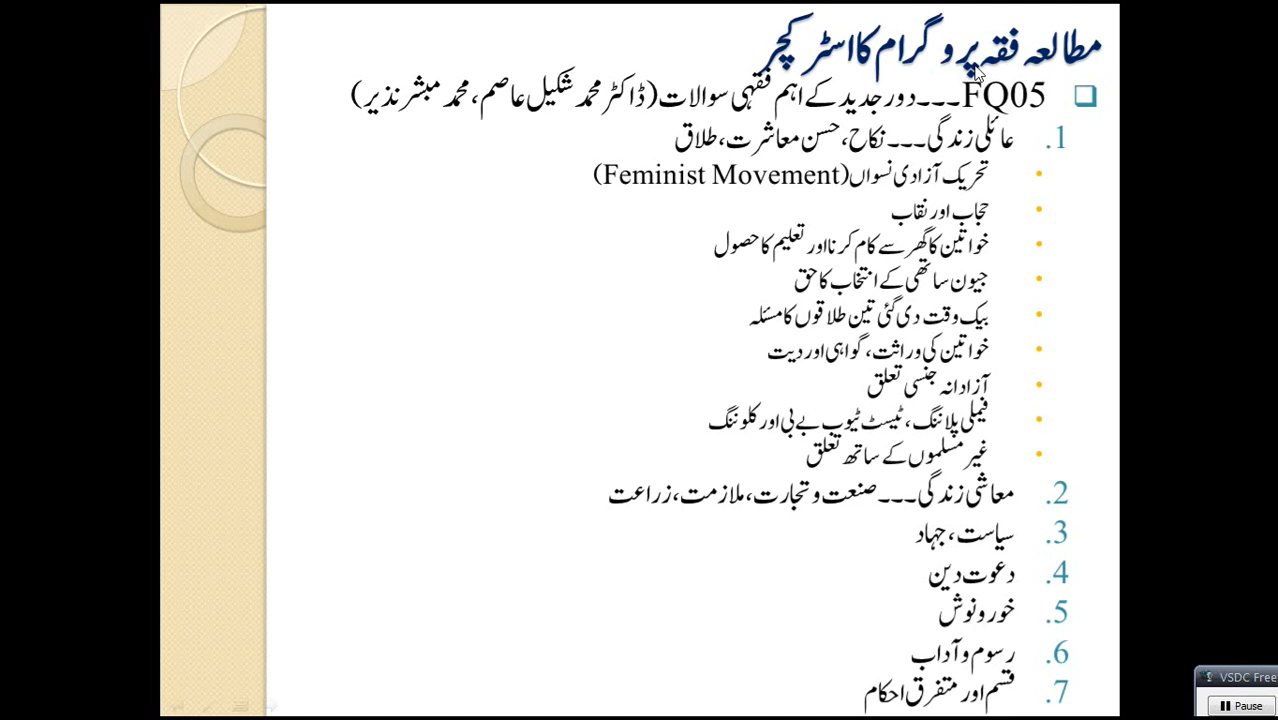 مطالعہ فقہ پروگرام کا اسٹرکچر
FQ05۔۔۔دور جدید کے اہم فقہی سوالات (ڈاکٹر محمد شکیل عاصم، محمد مبشر نذیر)
1. عائلی زندگی۔۔۔نکاح، حسن معاشرت، طلاق
تحریک آزادی نسواں (Feminist Movement)
حجاب اور نقاب
خواتین کا گھر سے کام کرنا اور تعلیم کا حصول
جیون ساتھی کے انتخاب کا حق
بیک وقت دی گئی تین طلاقوں کا مسئلہ
خواتین کی وراثت، گواہی اور دیت
آزادانہ جنسی تعلق
فیملی پلاننگ، ٹیسٹ ٹیوب بے بی اور کلوننگ
غیر مسلموں کے ساتھ تعلق
2. معاشی زندگی۔۔۔صنعت و تجارت، ملازمت، زراعت
3. سیاست، جہاد
4. دعوت دین
5. خور و نوش
6. رسوم و آداب
7. قسم اور متفرق احکام
VSDC Free
Pause